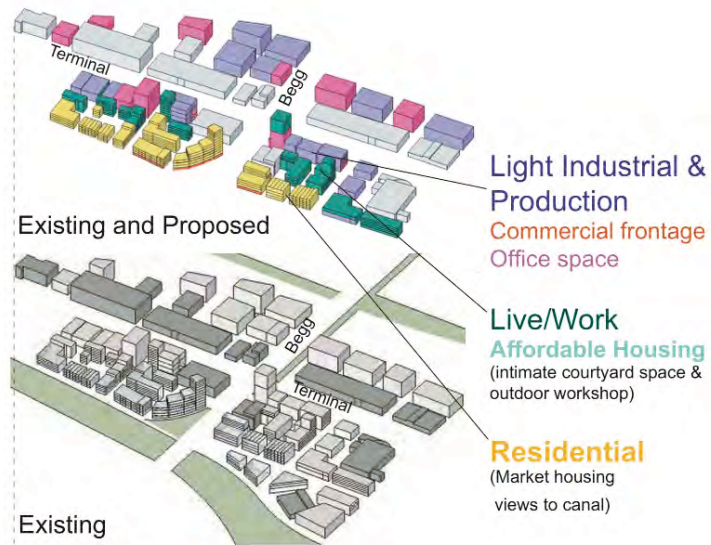 Terminal
Begg
Existing and Proposed
Light Industrial &
Production
Commercial frontage
Office space
Live/Work
Affordable Housing
(intimate courtyard space &
outdoor workshop)
Residential
(Market housing
views to canal)
Begg
Terminal
Existing